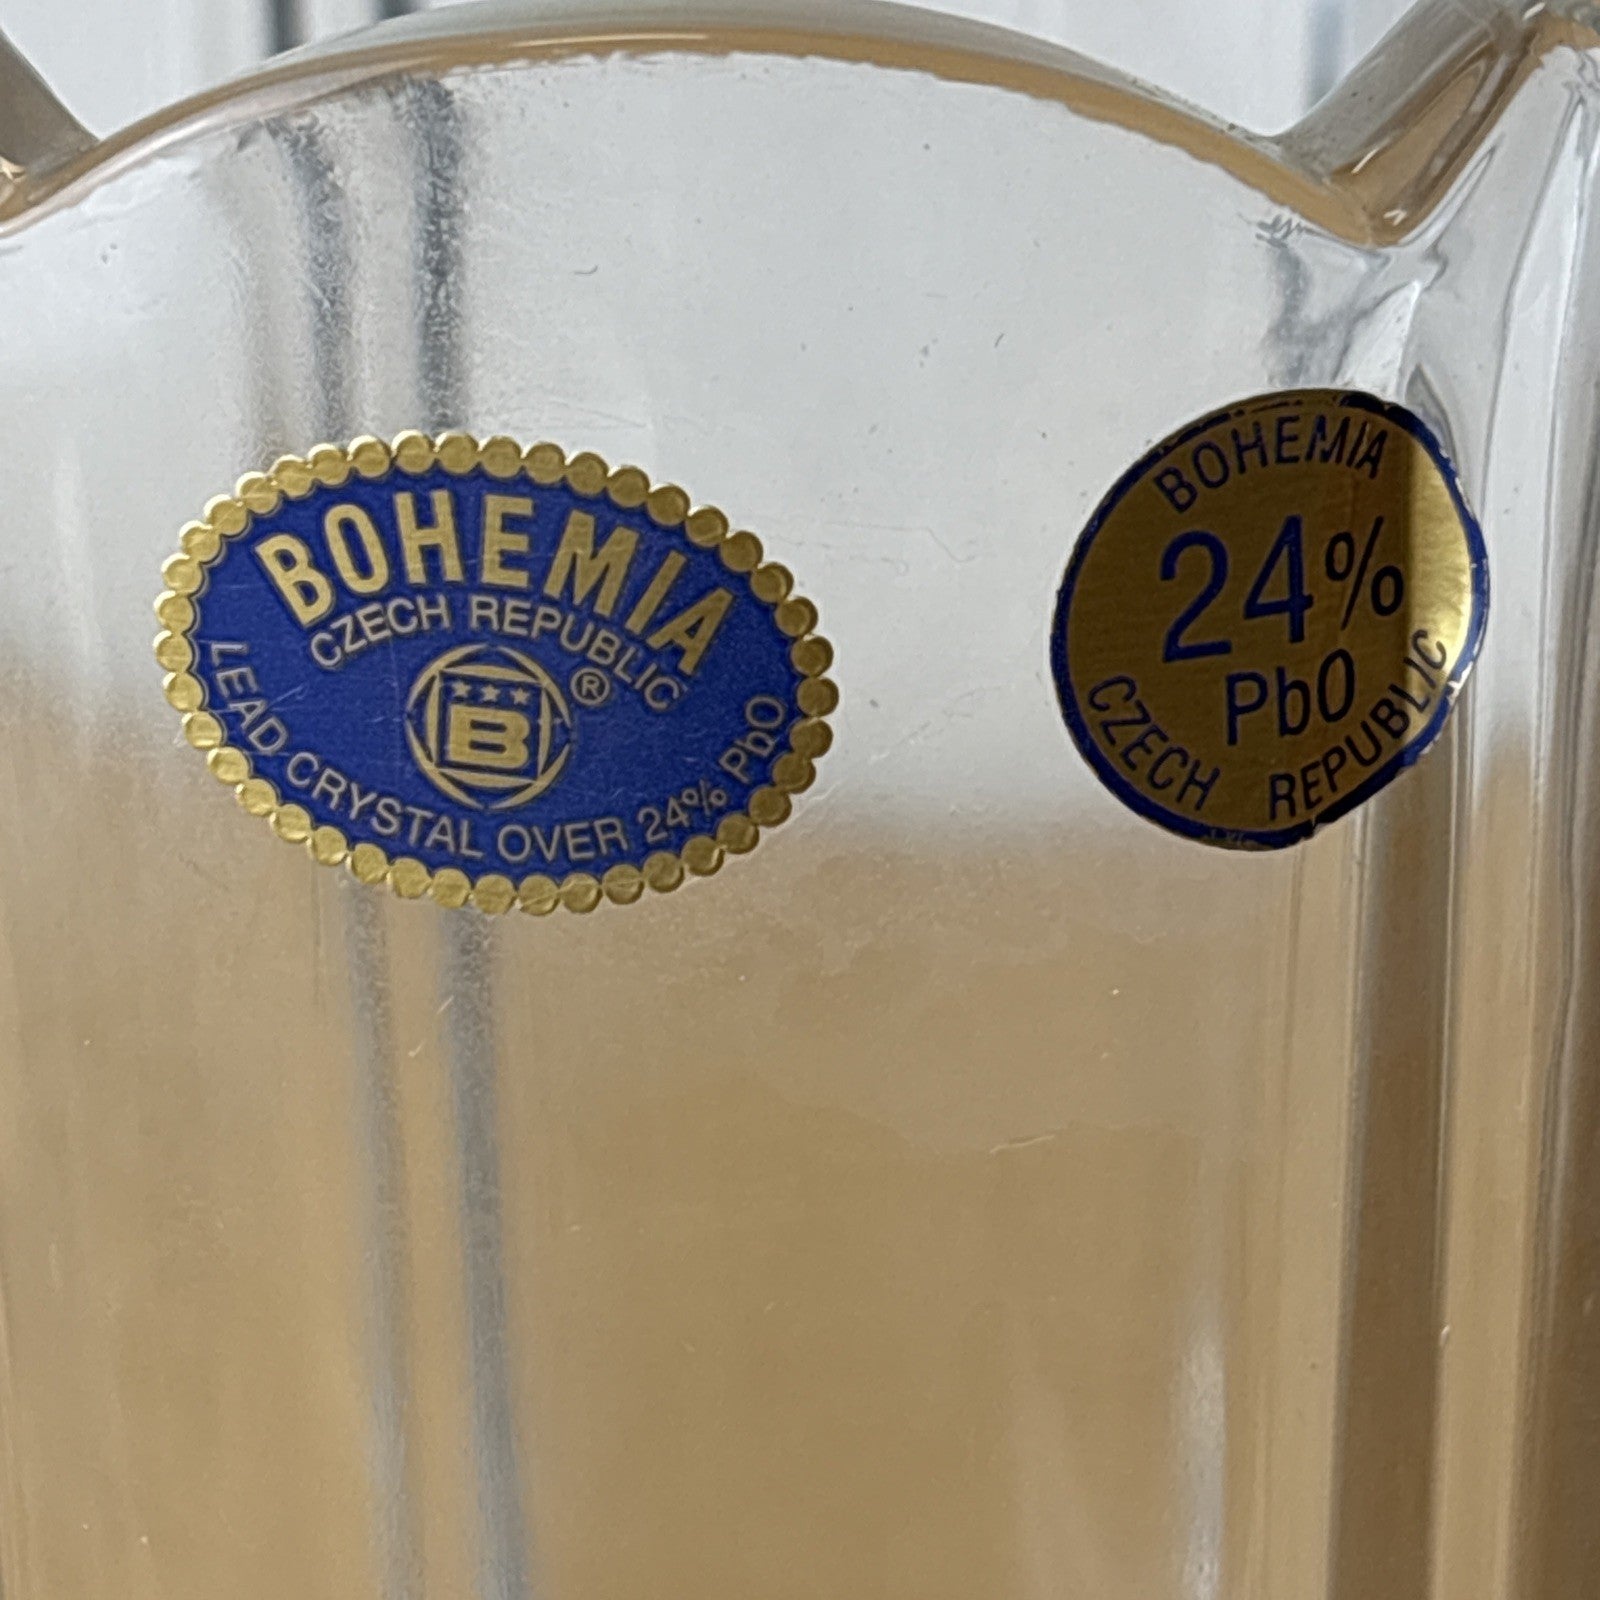 BOHEMIA
CZECH REPUBLIC
B ®
LEAD CRYSTAL OVER 24% PbO
BOHEMIA
24%
PbO
CZECH REPUBLIC